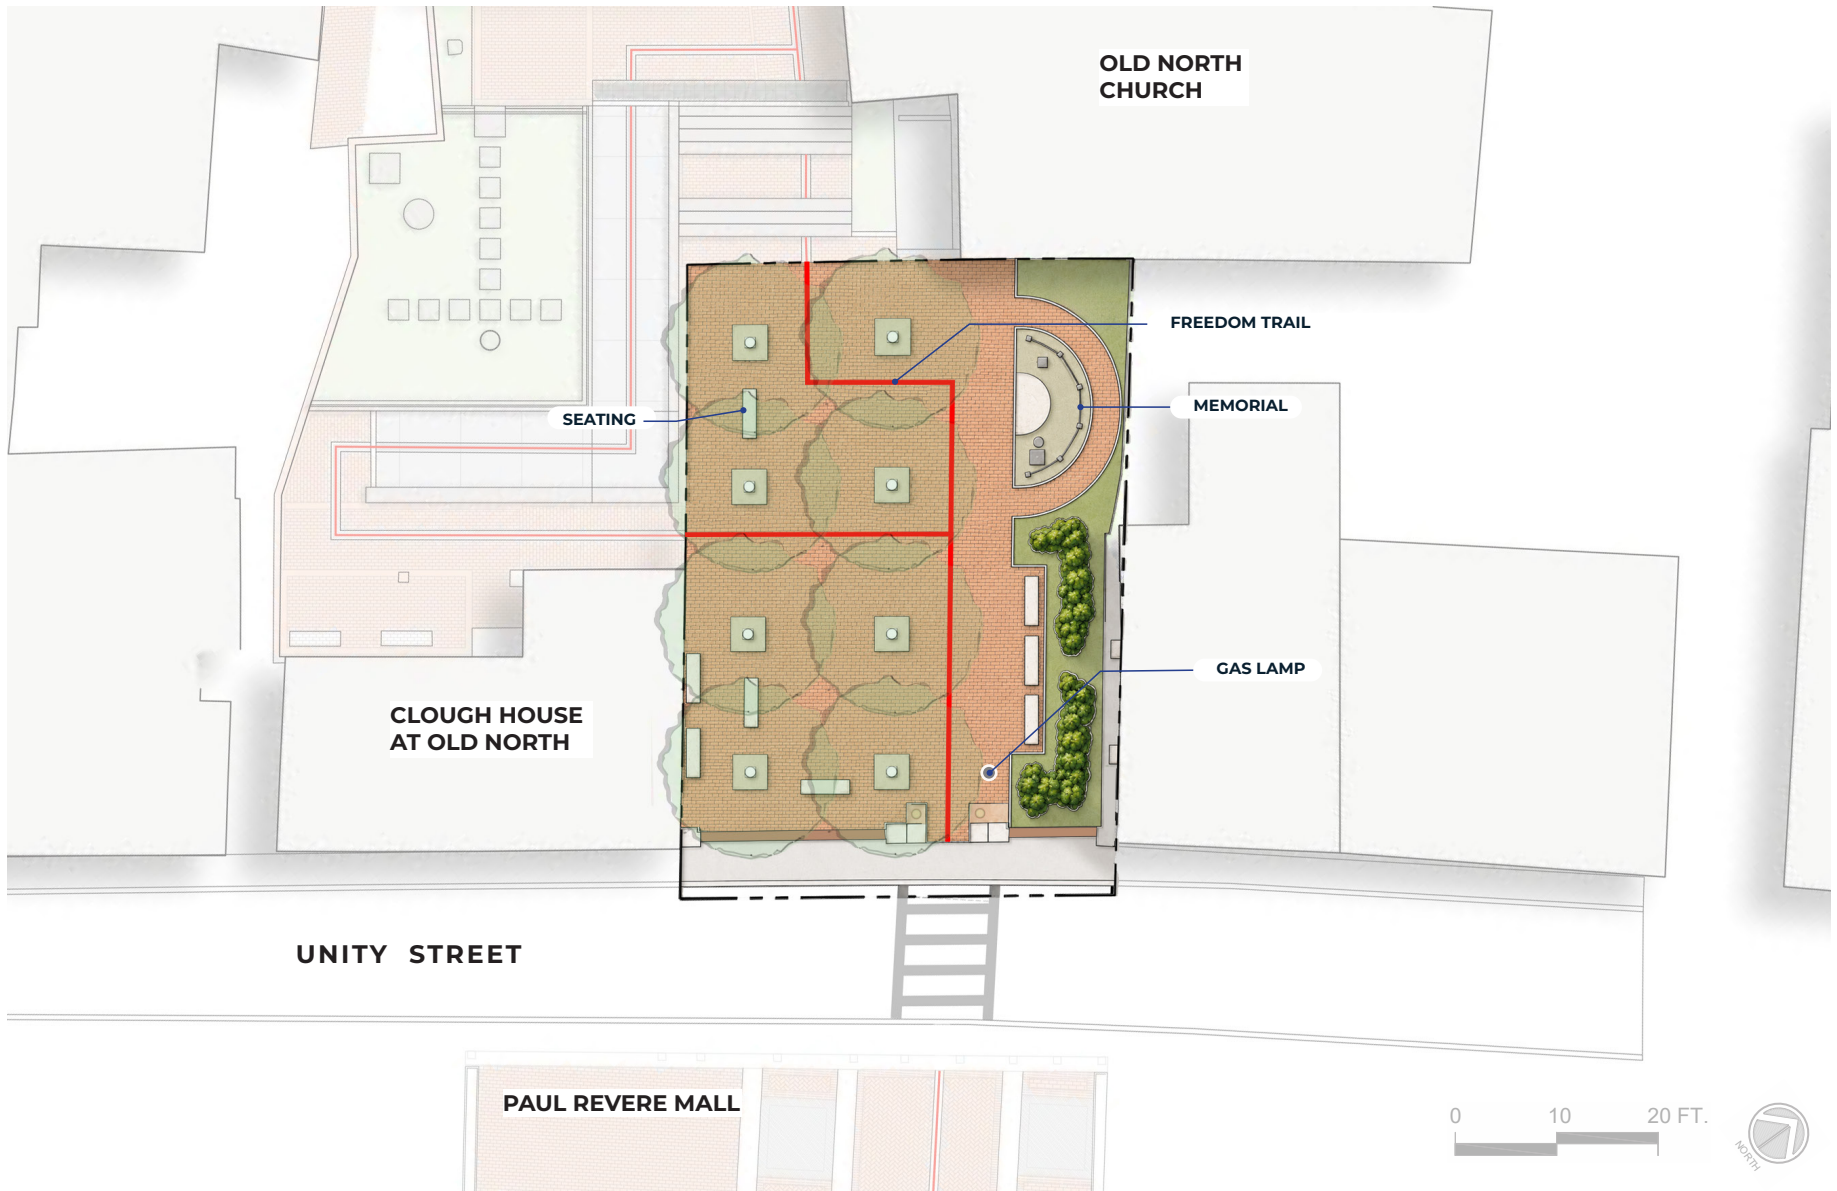 OLD NORTH
CHURCH
FREEDOM TRAIL
SEATING
MEMORIAL
GAS LAMP
CLOUGH HOUSE
AT OLD NORTH
UNITY STREET
PAUL REVERE MALL
0 10 20 FT.
NORTH